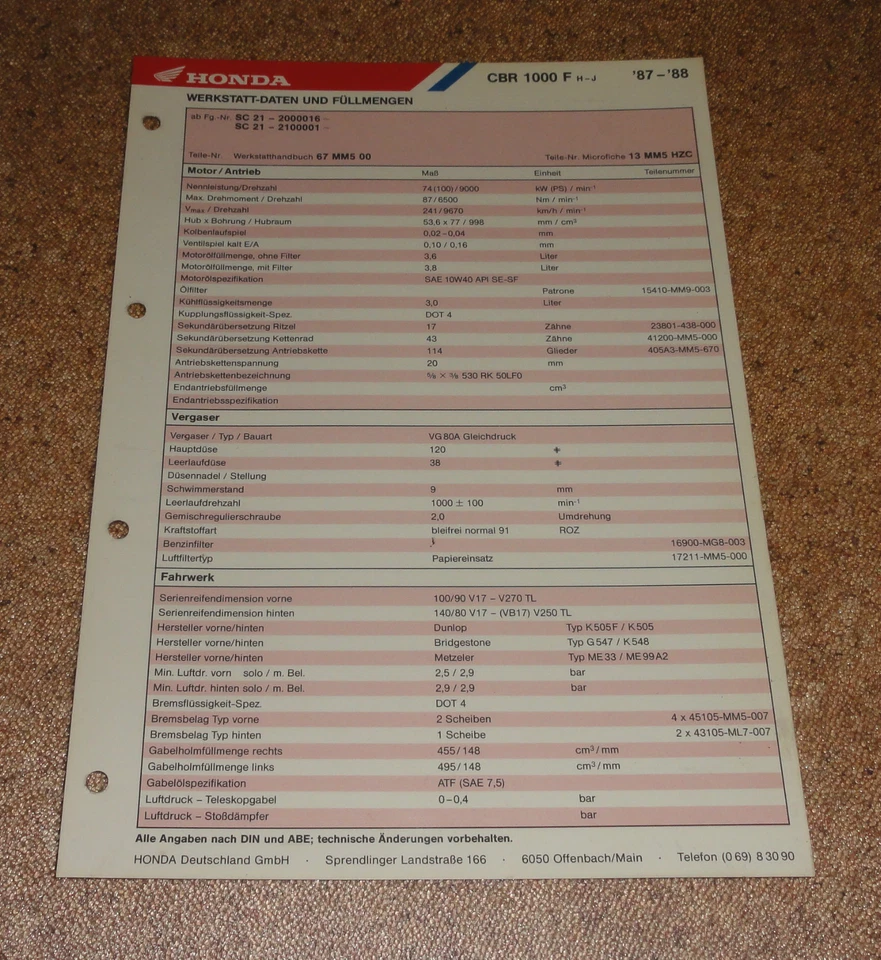 HONDA CBR 1000 F H–J '87–'88
WERKSTATT-DATEN UND FÜLLMENGEN
ab Fg.-Nr. SC 21 – 2000016 –
SC 21 – 2100001 –
Teile-Nr. Werkstatthandbuch 67 MM5 00 Teile-Nr. Microfiche 13 MM5 HZC
Motor / Antrieb Maß Einheit Teilenummer
Nennleistung/Drehzahl 74 (100) / 9000 kW (PS) / min⁻¹
Max. Drehmoment / Drehzahl 87 / 6500 Nm / min⁻¹
Vmax / Drehzahl 241 / 9670 km/h / min⁻¹
Hub x Bohrung / Hubraum 53,6 x 77 / 998 mm / cm³
Kolbenlaufspiel 0,02 – 0,04 mm
Ventilspiel kalt E/A 0,10 / 0,16 mm
Motorölfüllmenge, ohne Filter 3,6 Liter
Motorölfüllmenge, mit Filter 3,8 Liter
Motorölspezifikation SAE 10W40 API SE-SF
Ölfilter Patrone 15410-MM9-003
Kühlflüssigkeitsmenge 3,0 Liter
Kupplungsflüssigkeit-Spez. DOT 4
Sekundärübersetzung Ritzel 17 Zähne 23801-438-000
Sekundärübersetzung Kettenrad 43 Zähne 41200-MM5-000
Sekundärübersetzung Antriebskette 114 Glieder 405A3-MM5-670
Antriebskettenspannung 20 mm
Antriebskettenbezeichnung ⅝ × ⅜ 530 RK 50LFO
Endantriebsfüllmenge cm³
Endantriebsspezifikation
Vergaser
Vergaser / Typ / Bauart VG 80A Gleichdruck
Hauptdüse 120 #
Leerlaufdüse 38 #
Düsennadel / Stellung
Schwimmerstand 9 mm
Leerlaufdrehzahl 1000 ± 100 min⁻¹
Gemischregulierschraube 2,0 Umdrehung
Kraftstoffart bleifrei normal 91 ROZ
Benzinfilter 16900-MG8-003
Luftfiltertyp Papiereinsatz 17211-MM5-000
Fahrwerk
Serienreifendimension vorne 100/90 V17 – V270 TL
Serienreifendimension hinten 140/80 V17 – (VB17) V250 TL
Hersteller vorne/hinten Dunlop Typ K 505 F / K 505
Hersteller vorne/hinten Bridgestone Typ G 547 / K 548
Hersteller vorne/hinten Metzeler Typ ME 33 / ME 99 A2
Min. Luftdr. vorn solo / m. Bel. 2,5 / 2,9 bar
Min. Luftdr. hinten solo / m. Bel. 2,9 / 2,9 bar
Bremsflüssigkeit-Spez. DOT 4
Bremsbelag Typ vorne 2 Scheiben 4 x 45105-MM5-007
Bremsbelag Typ hinten 1 Scheibe 2 x 43105-ML7-007
Gabelholmfüllmenge rechts 455 / 148 cm³ / mm
Gabelholmfüllmenge links 495 / 148 cm³ / mm
Gabelölspezifikation ATF (SAE 7,5)
Luftdruck – Teleskopgabel 0 – 0,4 bar
Luftdruck – Stoßdämpfer bar
Alle Angaben nach DIN und ABE; technische Änderungen vorbehalten.
HONDA Deutschland GmbH · Sprendlinger Landstraße 166 · 6050 Offenbach/Main · Telefon (0 69) 8 30 90